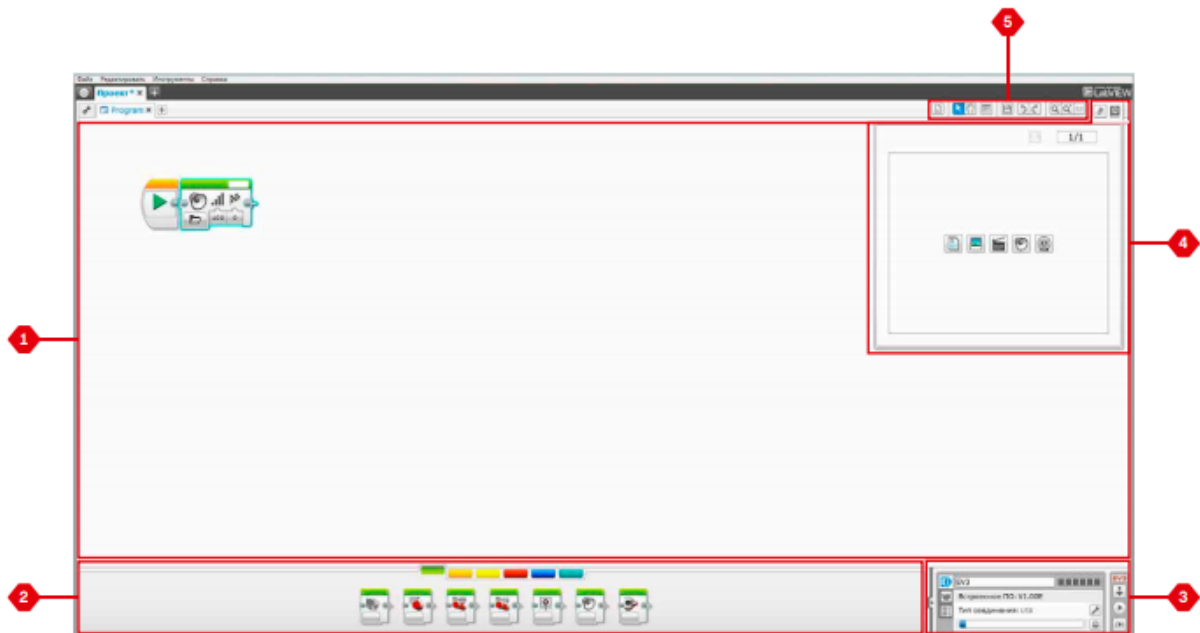 5
Файл Редактировать Инструменты Справка
Проект* × +
LabVIEW
Program × +
1/1
4
1
2
3
EV3
EV3
Встроенное ПО: V1.00E
Тип соединения: USB